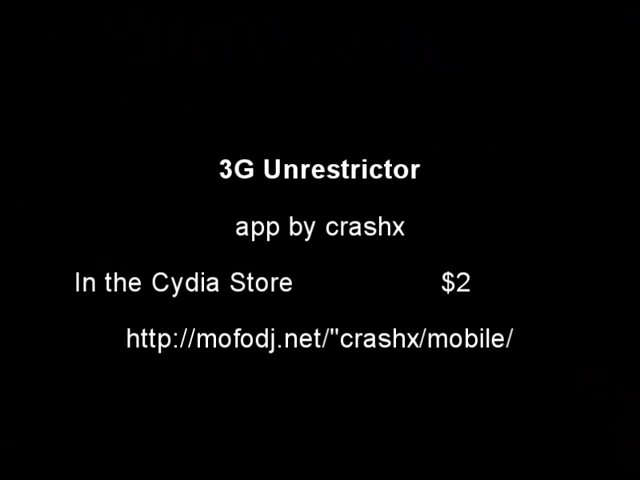 3G Unrestrictor
app by crashx
In the Cydia Store $2
http://mofodj.net/"crashx/mobile/